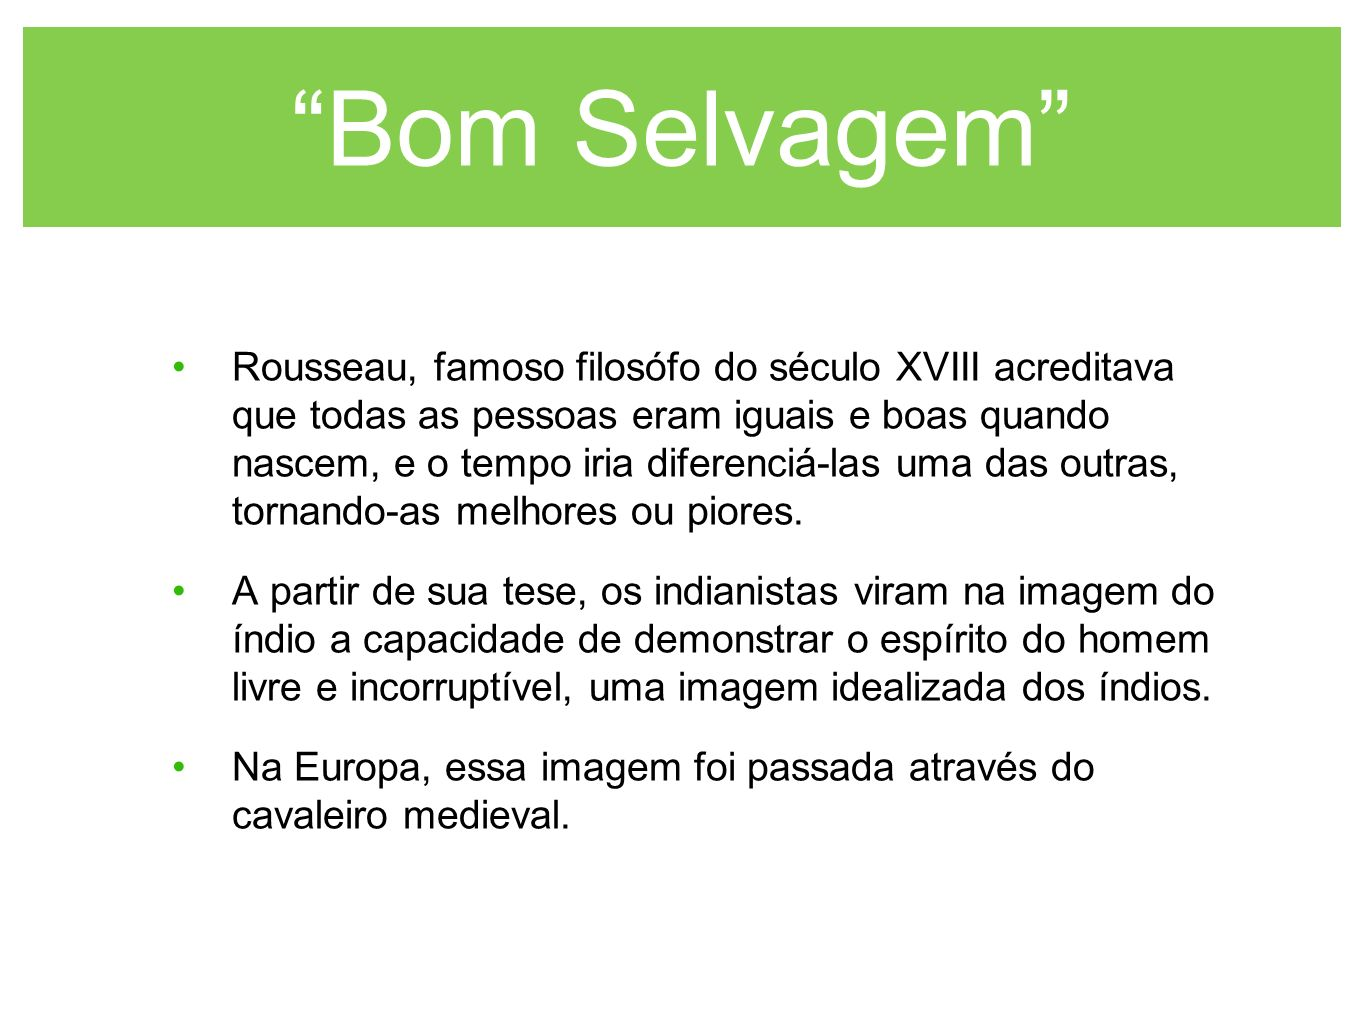 “Bom Selvagem”
• Rousseau, famoso filosófo do século XVIII acreditava
que todas as pessoas eram iguais e boas quando
nascem, e o tempo iria diferenciá-las uma das outras,
tornando-as melhores ou piores.
• A partir de sua tese, os indianistas viram na imagem do
índio a capacidade de demonstrar o espírito do homem
livre e incorruptível, uma imagem idealizada dos índios.
• Na Europa, essa imagem foi passada através do
cavaleiro medieval.